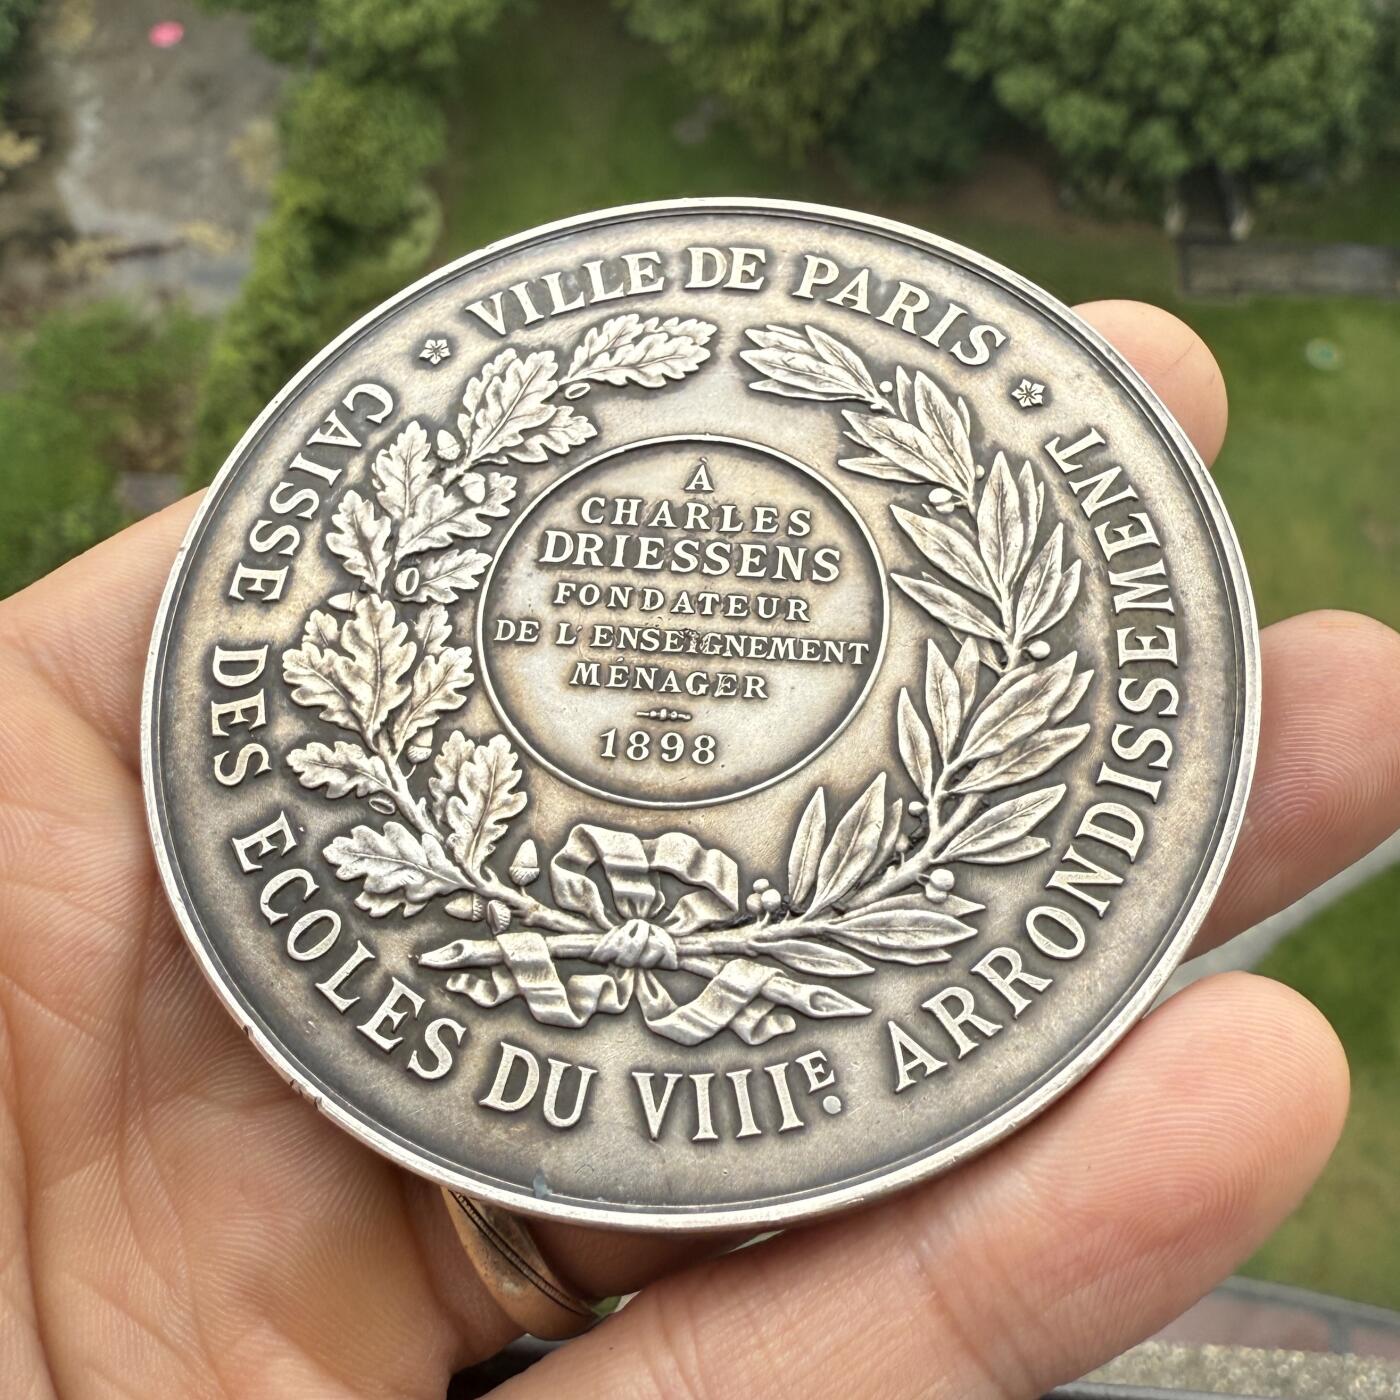 VILLE DE PARIS
CAISSE DES ECOLES DU VIIIE. ARRONDISSEMENT
À
CHARLES
DRIESSENS
FONDATEUR
DE L'ENSEIGNEMENT
MÉNAGER
1898